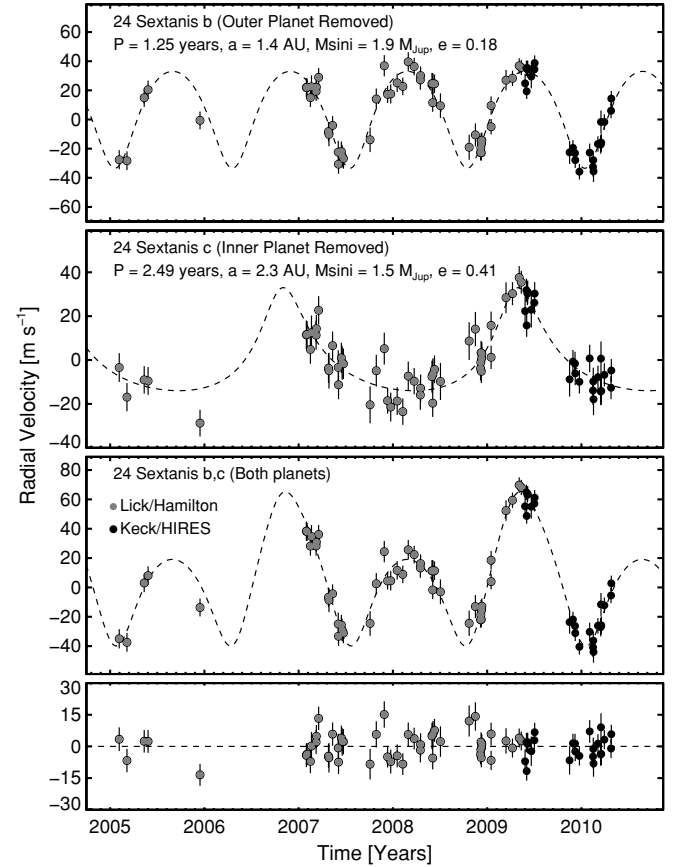 24 Sextanis b (Outer Planet Removed)
P = 1.25 years, a = 1.4 AU, Msini = 1.9 M_Jup, e = 0.18
60
40
20
0
−20
−40
−60
24 Sextanis c (Inner Planet Removed)
P = 2.49 years, a = 2.3 AU, Msini = 1.5 M_Jup, e = 0.41
40
20
0
−20
−40
Radial Velocity [m s⁻¹]
24 Sextanis b,c (Both planets)
Lick/Hamilton
Keck/HIRES
80
60
40
20
0
−20
−40
30
15
0
−15
−30
2005 2006 2007 2008 2009 2010
Time [Years]